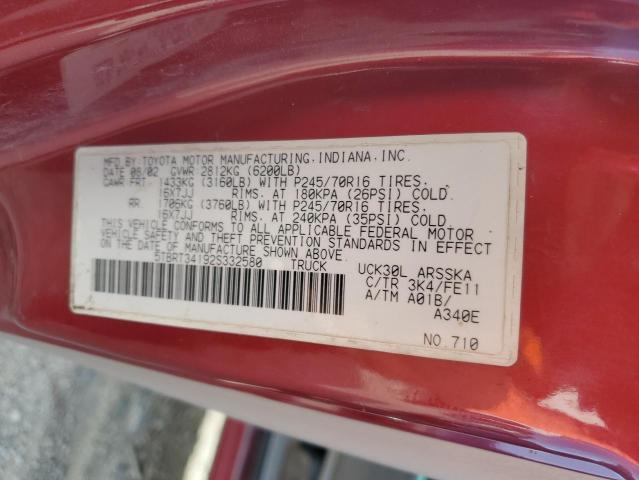 MFD.BY TOYOTA MOTOR MANUFACTURING,INDIANA,INC.
DATE 08/02 GVWR 2812KG (6200LB)
GAWR FRT. 1433KG (3160LB) WITH P245/70R16 TIRES.
16X7JJ RIMS. AT 180KPA (26PSI) COLD.
RR. 1706KG (3760LB) WITH P245/70R16 TIRES.
16X7JJ RIMS. AT 240KPA (35PSI) COLD.
THIS VEHICLE CONFORMS TO ALL APPLICABLE FEDERAL MOTOR
VEHICLE SAFETY AND THEFT PREVENTION STANDARDS IN EFFECT
ON THE DATE OF MANUFACTURE SHOWN ABOVE.
5TBRT34192S332580 TRUCK
UCK30L ARSSKA
C/TR 3K4/FE11
A/TM A01B/
A340E
NO.710